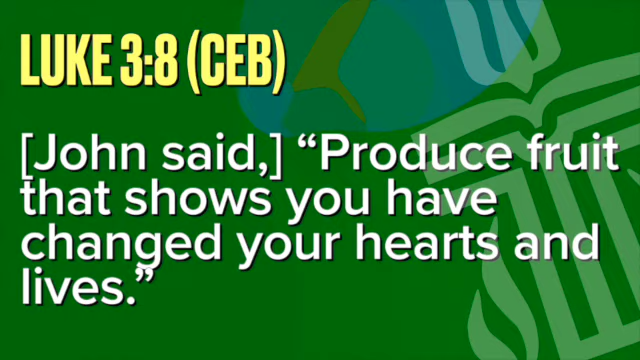 LUKE 3:8 (CEB)
[John said,] “Produce fruit
that shows you have
changed your hearts and
lives.”